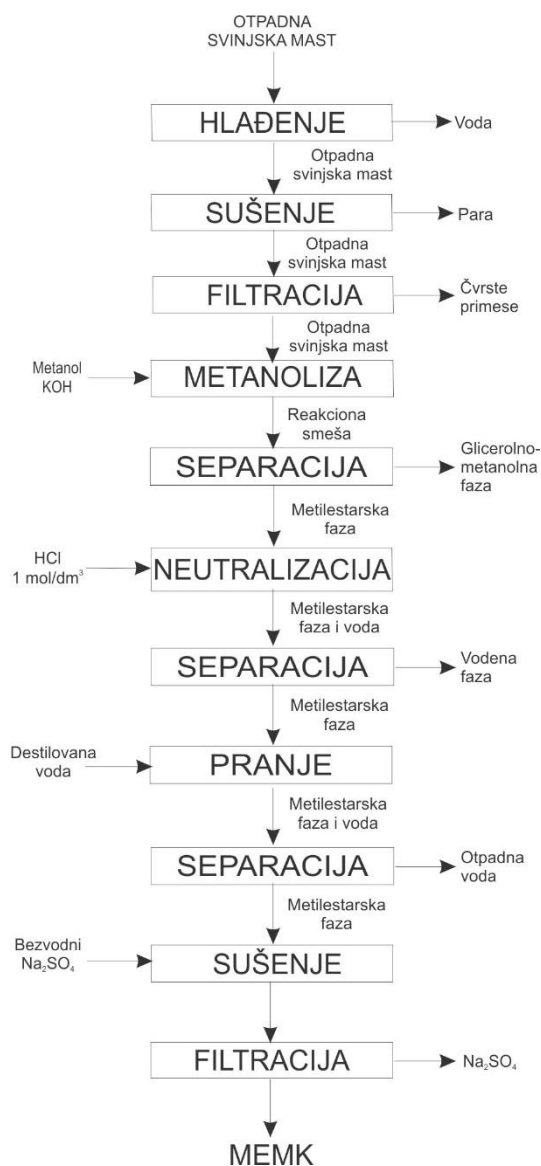 OTPADNA
SVINJSKA MAST
HLAĐENJE
Voda
Otpadna
svinjska mast
SUŠENJE
Para
Otpadna
svinjska mast
FILTRACIJA
Čvrste
primese
Otpadna
svinjska mast
Metanol
KOH
METANOLIZA
Reakciona
smeša
SEPARACIJA
Glicerolno-
metanolna
faza
Metilestarska
faza
HCl
1 mol/dm³
NEUTRALIZACIJA
Metilestarska
faza i voda
SEPARACIJA
Vodena
faza
Metilestarska
faza
Destilovana
voda
PRANJE
Metilestarska
faza i voda
SEPARACIJA
Otpadna
voda
Metilestarska
faza
Bezvodni
Na₂SO₄
SUŠENJE
FILTRACIJA
Na₂SO₄
MEMK